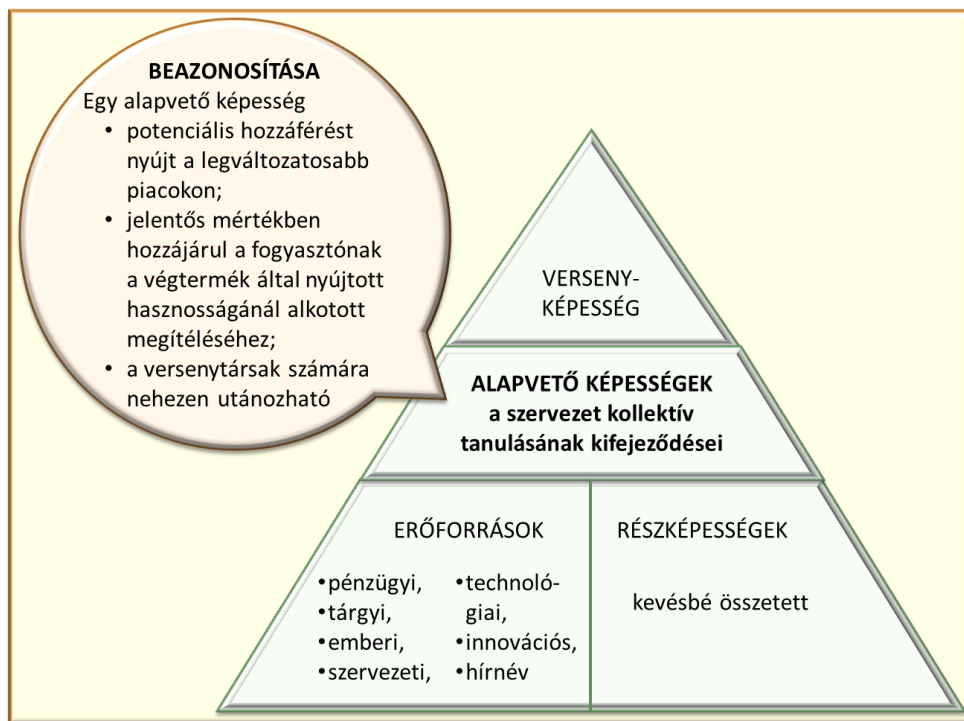 BEAZONOSÍTÁSA
Egy alapvető képesség
• potenciális hozzáférést
nyújt a legváltozatosabb
piacokon;
• jelentős mértékben
hozzájárul a fogyasztónak
a végtermék által nyújtott
hasznosságánál alkotott
megítéléséhez;
• a versenytársak számára
nehezen utánozható
VERSENY-
KÉPESSÉG
ALAPVETŐ KÉPESSÉGEK
a szervezet kollektív
tanulásának kifejeződései
ERŐFORRÁSOK
•pénzügyi,
•tárgyi,
•emberi,
•szervezeti,
•technoló-
giai,
•innovációs,
•hírnév
RÉSZKÉPESSÉGEK
kevésbé összetett